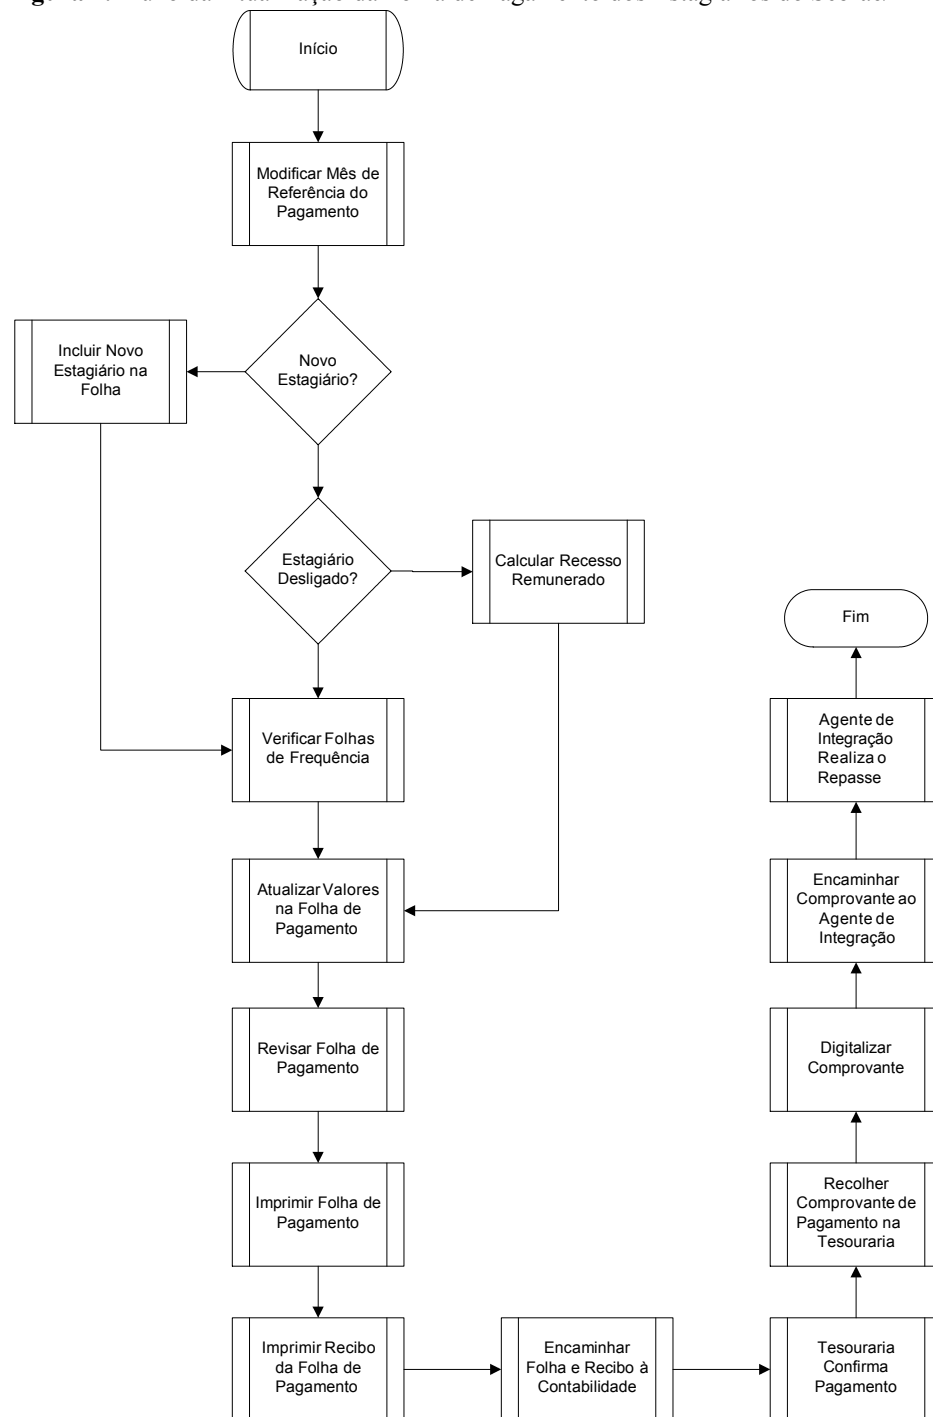 Início
Modificar Mês de
Referência do
Pagamento
Novo
Estagiário?
Incluir Novo
Estagiário na
Folha
Estagiário
Desligado?
Calcular Recesso
Remunerado
Verificar Folhas
de Frequência
Atualizar Valores
na Folha de
Pagamento
Revisar Folha de
Pagamento
Imprimir Folha de
Pagamento
Imprimir Recibo
da Folha de
Pagamento
Encaminhar
Folha e Recibo à
Contabilidade
Tesouraria
Confirma
Pagamento
Recolher
Comprovante de
Pagamento na
Tesouraria
Digitalizar
Comprovante
Encaminhar
Comprovante ao
Agente de
Integração
Agente de
Integração
Realiza o
Repasse
Fim